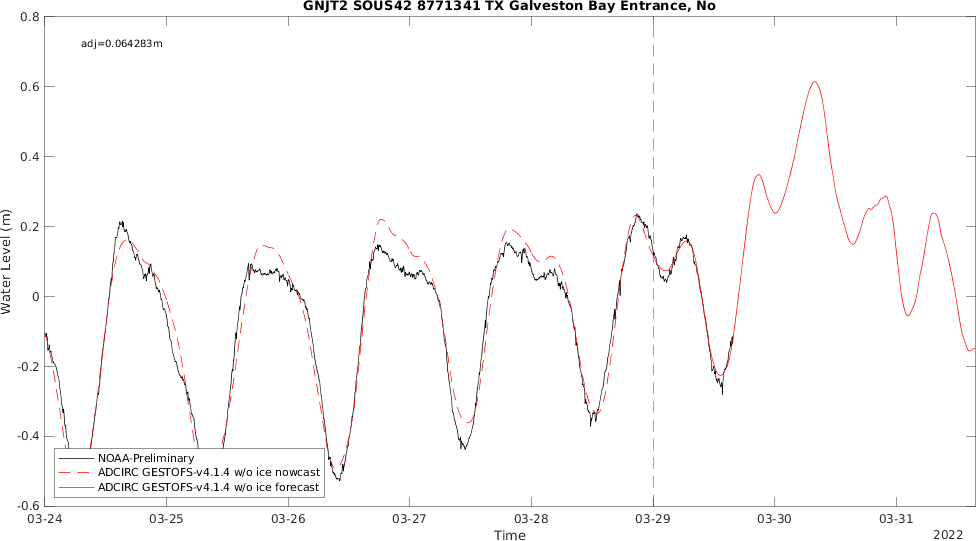 GNJT2 SOUS42 8771341 TX Galveston Bay Entrance, No
adj=0.064283m
0.8
0.6
0.4
0.2
0
-0.2
-0.4
-0.6
Water Level (m)
NOAA-Preliminary
ADCIRC GESTOFS-v4.1.4 w/o ice nowcast
ADCIRC GESTOFS-v4.1.4 w/o ice forecast
03-24 03-25 03-26 03-27 03-28 03-29 03-30 03-31
Time
2022